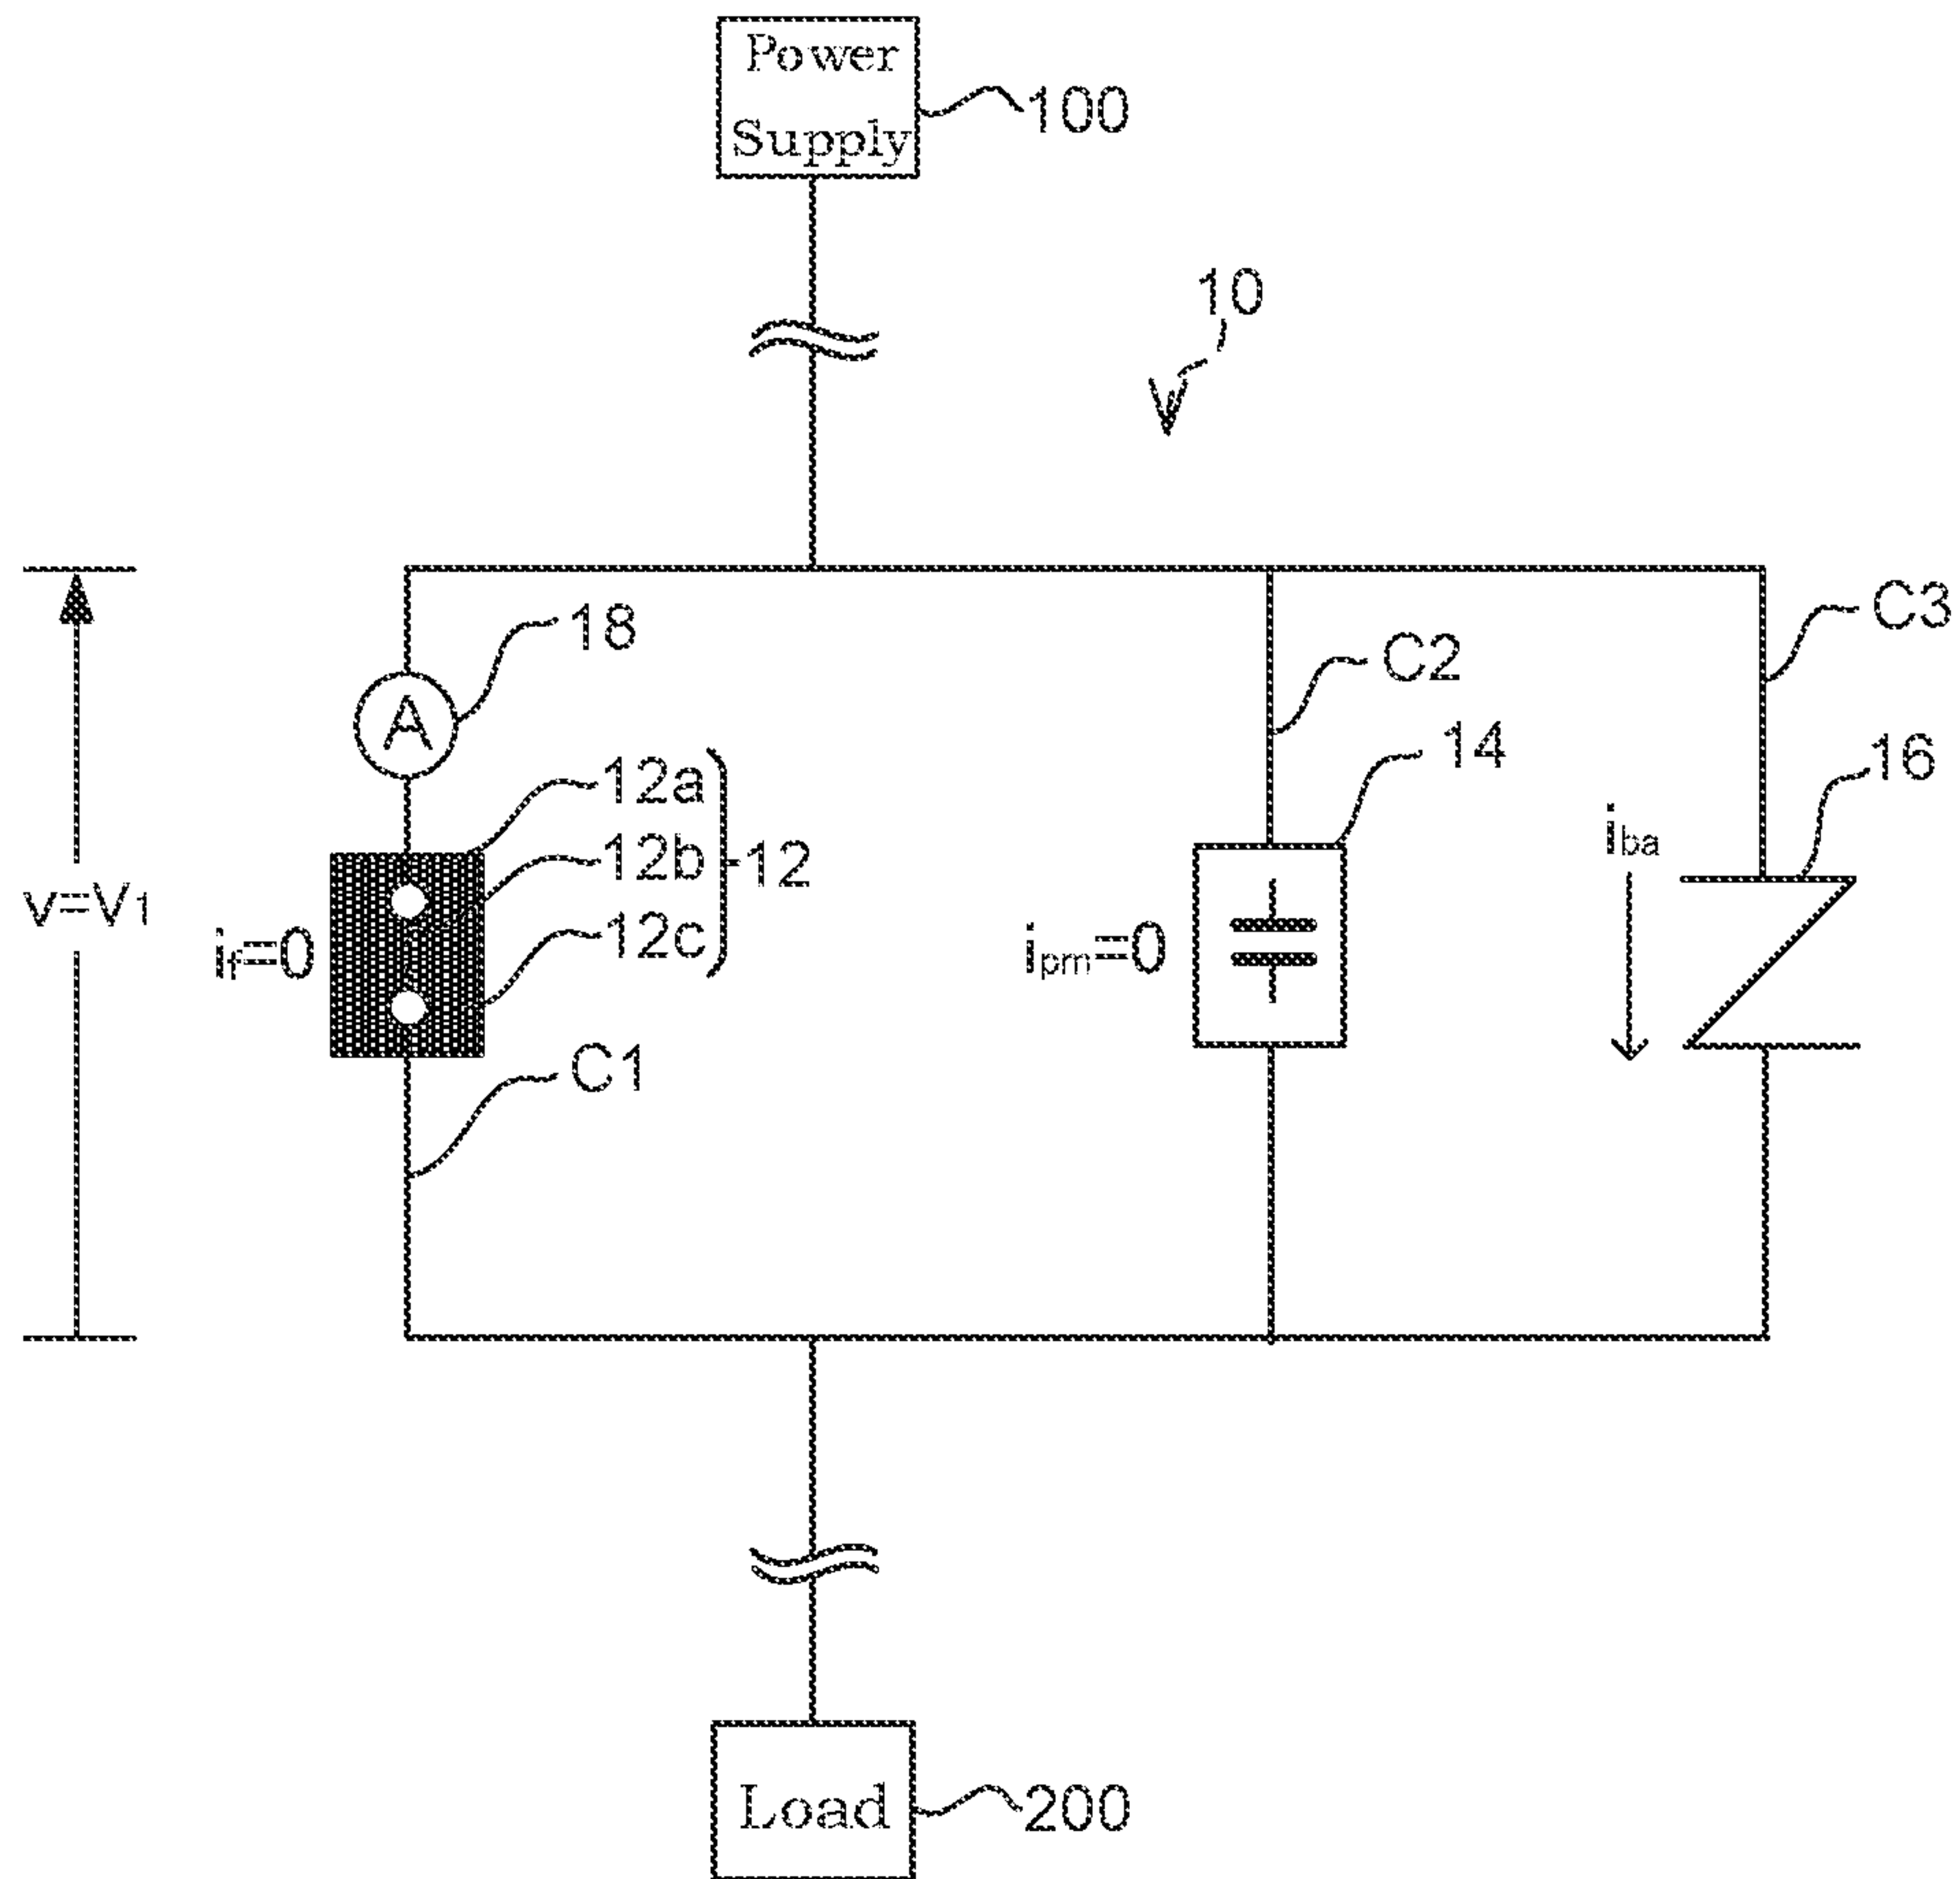 Power
Supply
100
10
C3
18
C2
A
14
16
12a
12b
12
12c
iba
v=V1
if=0
ipm=0
C1
Load
200